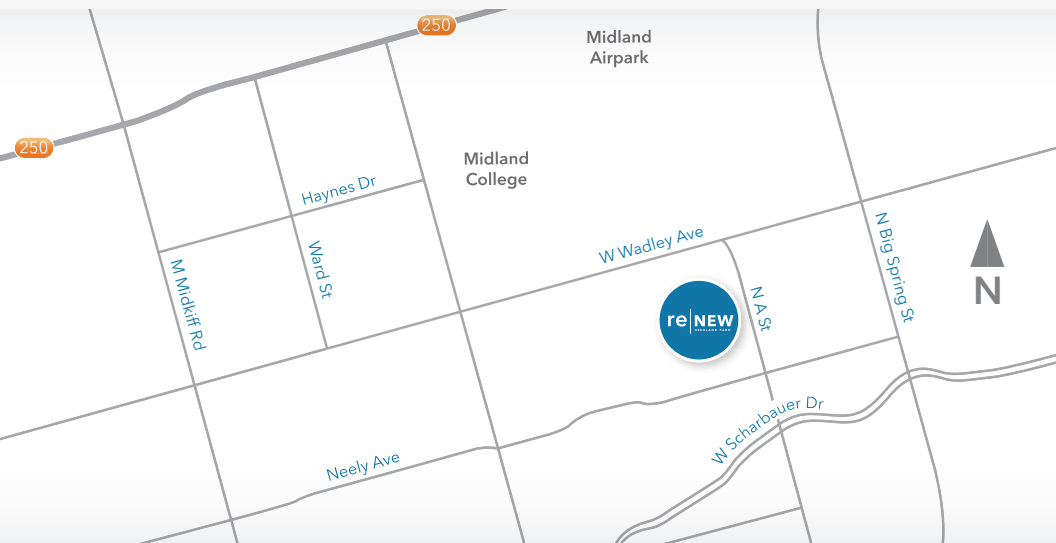 250
Midland
Airpark
250
Midland
College
Haynes Dr
W Wadley Ave
N Big Spring St
Ward St
M Midkiff Rd
N
re|NEW
N A St
W Scharbauer Dr
Neely Ave